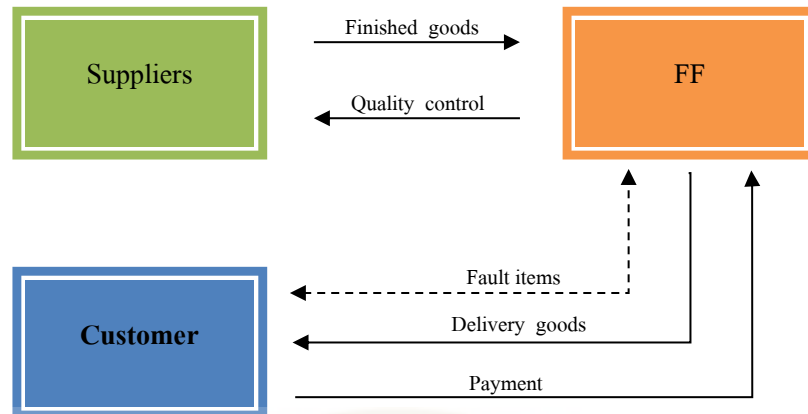 Finished goods
Suppliers
FF
Quality control
Fault items
Delivery goods
Customer
Payment